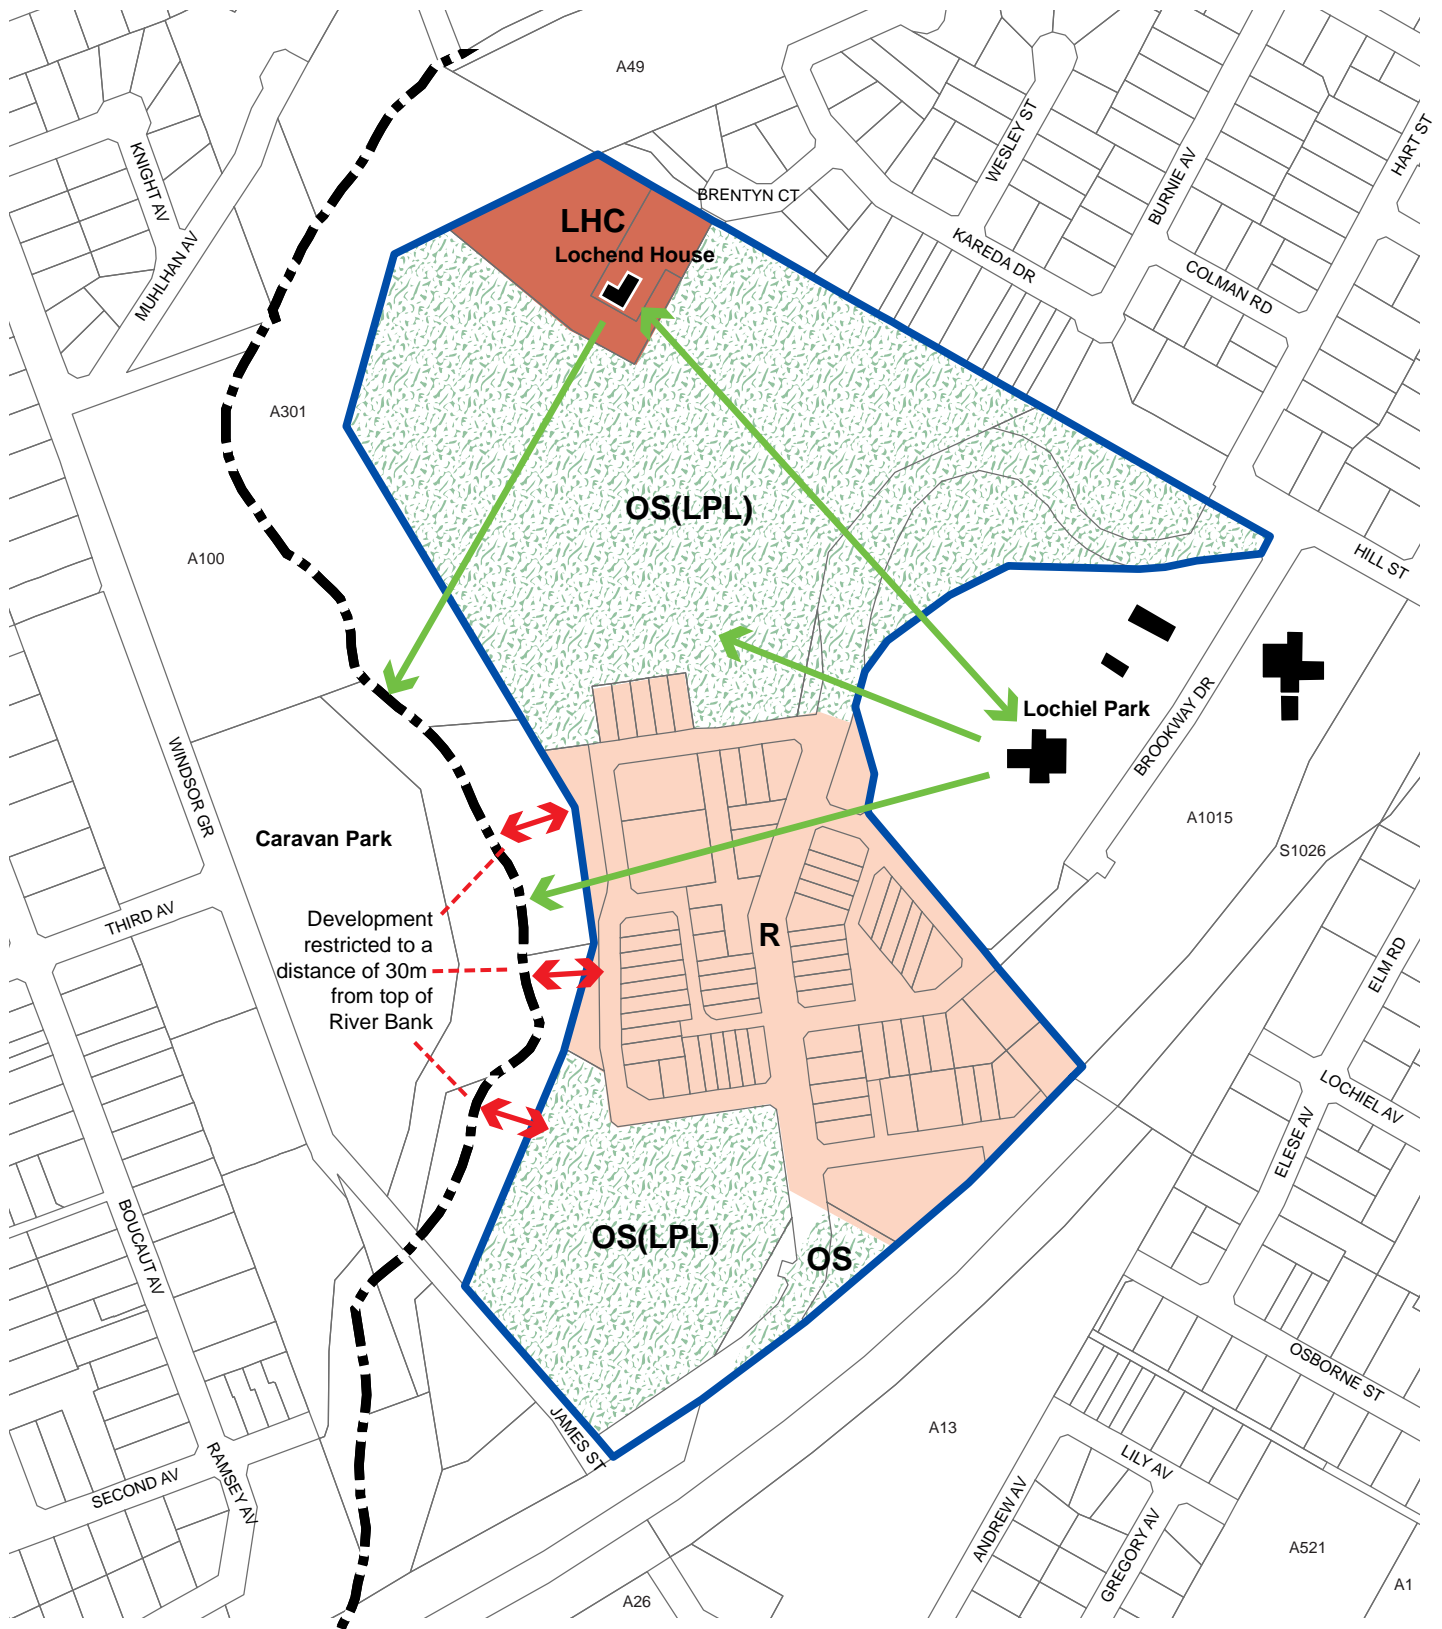 A49
KNIGHT AV
MUHLHAN AV
BRENTYN CT
WESLEY ST
BURNIE AV
HART ST
KAREDA DR
COLMAN RD
LHC
Lochend House
A301
OS(LPL)
A100
HILL ST
Lochiel Park
BROOKWAY DR
WINDSOR GR
Caravan Park
A1015
S1026
THIRD AV
Development
restricted to a
distance of 30m
from top of
River Bank
R
ELM RD
LOCHIEL AV
ELESE AV
BOUCAUT AV
OS(LPL)
OS
OSBORNE ST
JAMES ST
A13
LILY AV
SECOND AV
RAMSEY AV
ANDREW AV
GREGORY AV
A521
A1
A26